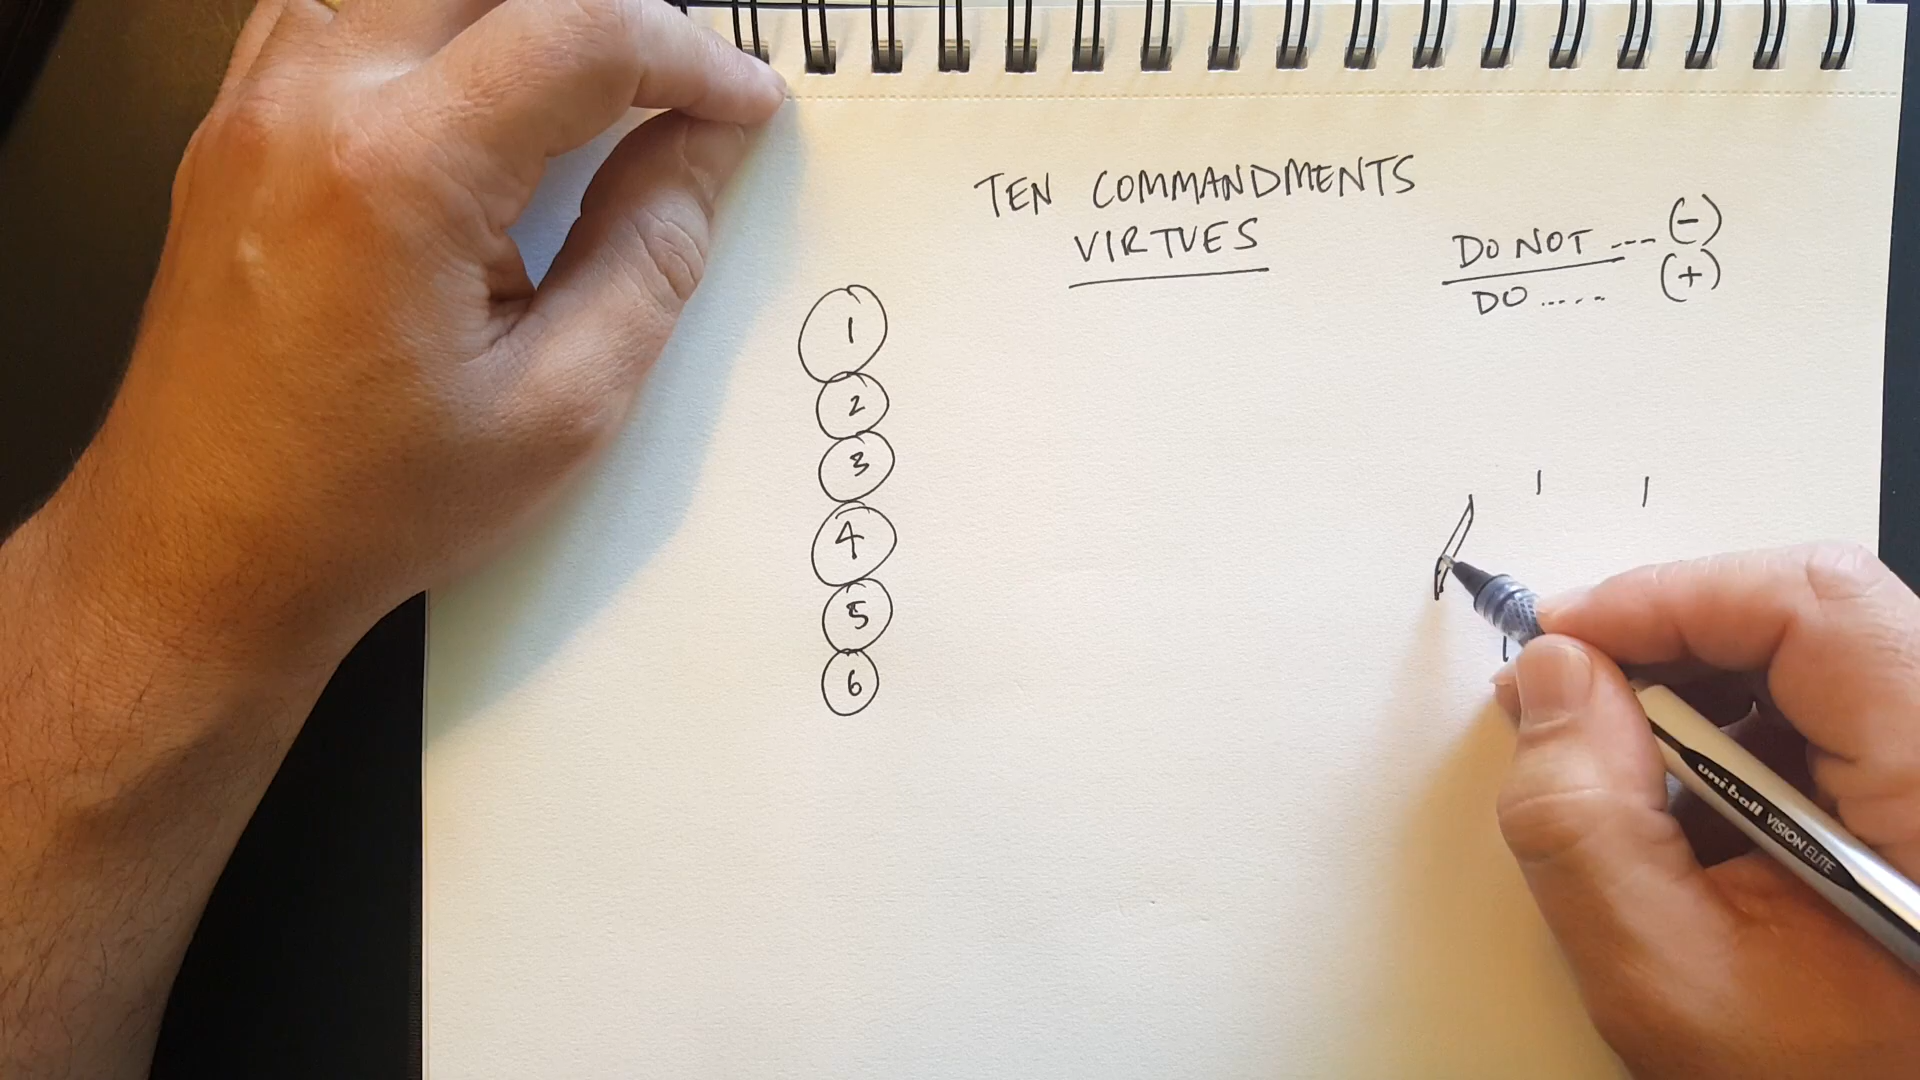 TEN COMMANDMENTS
VIRTUES
DO NOT .... (-)
DO ..... (+)
1
2
3
4
5
6
uni-ball VISION ELITE